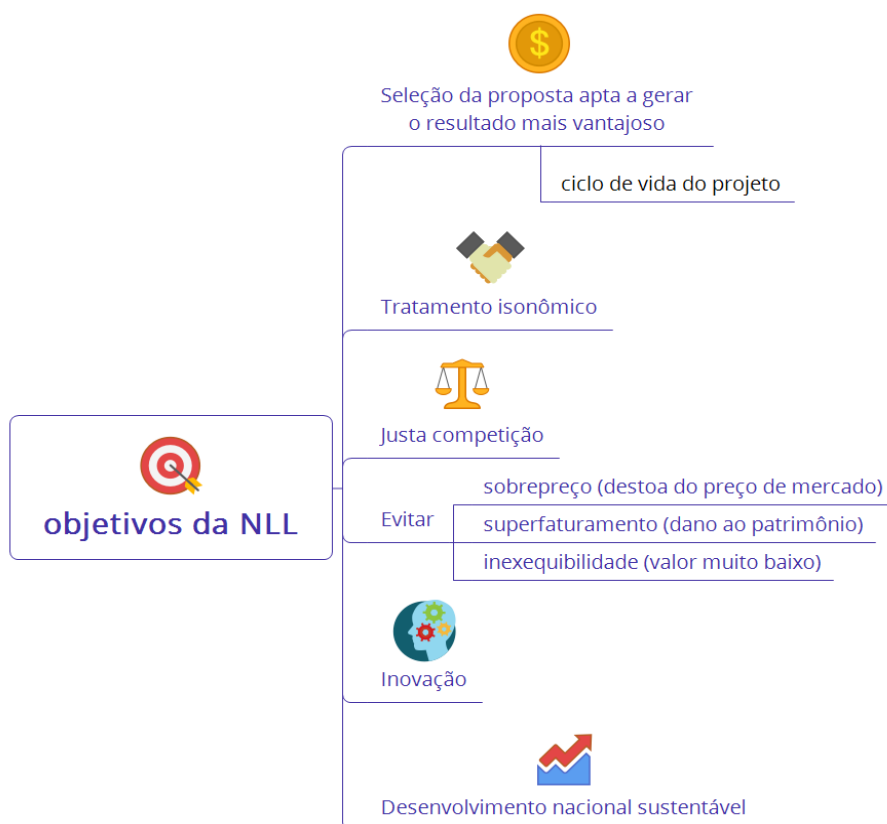 $
Seleção da proposta apta a gerar
o resultado mais vantajoso
ciclo de vida do projeto
Tratamento isonômico
Justa competição
objetivos da NLL
Evitar
sobrepreço (destoa do preço de mercado)
superfaturamento (dano ao patrimônio)
inexequibilidade (valor muito baixo)
Inovação
Desenvolvimento nacional sustentável